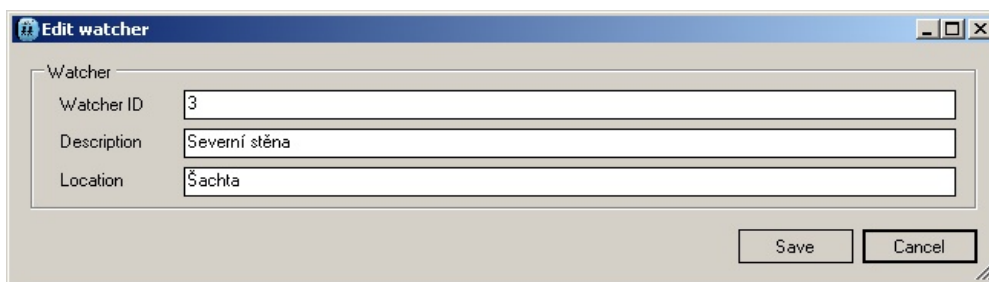 Edit watcher
Watcher
Watcher ID 3
Description Severní stěna
Location Šachta
Save Cancel